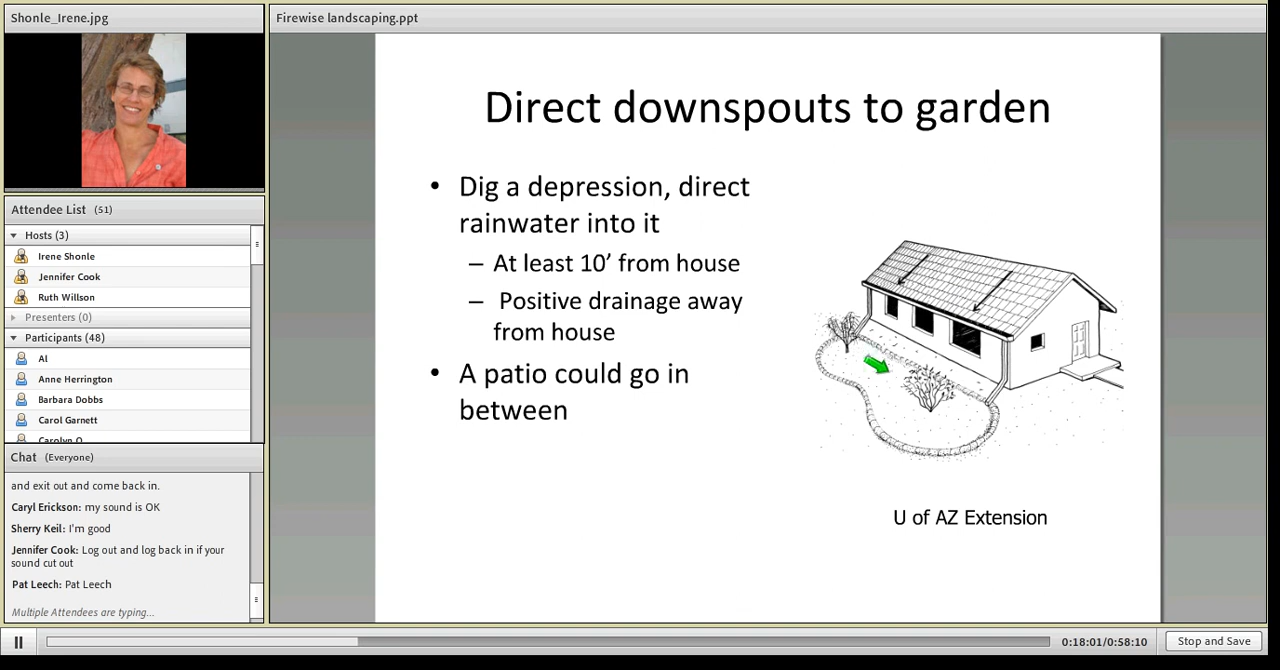 Shonle_Irene.jpg
Attendee List (51)
Hosts (3)
Irene Shonle
Jennifer Cook
Ruth Willson
Presenters (0)
Participants (48)
Al
Anne Herrington
Barbara Dobbs
Carol Garnett
Carolyn O
Chat (Everyone)
and exit out and come back in.
Caryl Erickson: my sound is OK
Sherry Keil: I'm good
Jennifer Cook: Log out and log back in if your
sound cut out
Pat Leech: Pat Leech
Multiple Attendees are typing...
Firewise landscaping.ppt
Direct downspouts to garden
• Dig a depression, direct
rainwater into it
– At least 10’ from house
– Positive drainage away
from house
• A patio could go in
between
U of AZ Extension
0:18:01/0:58:10
Stop and Save